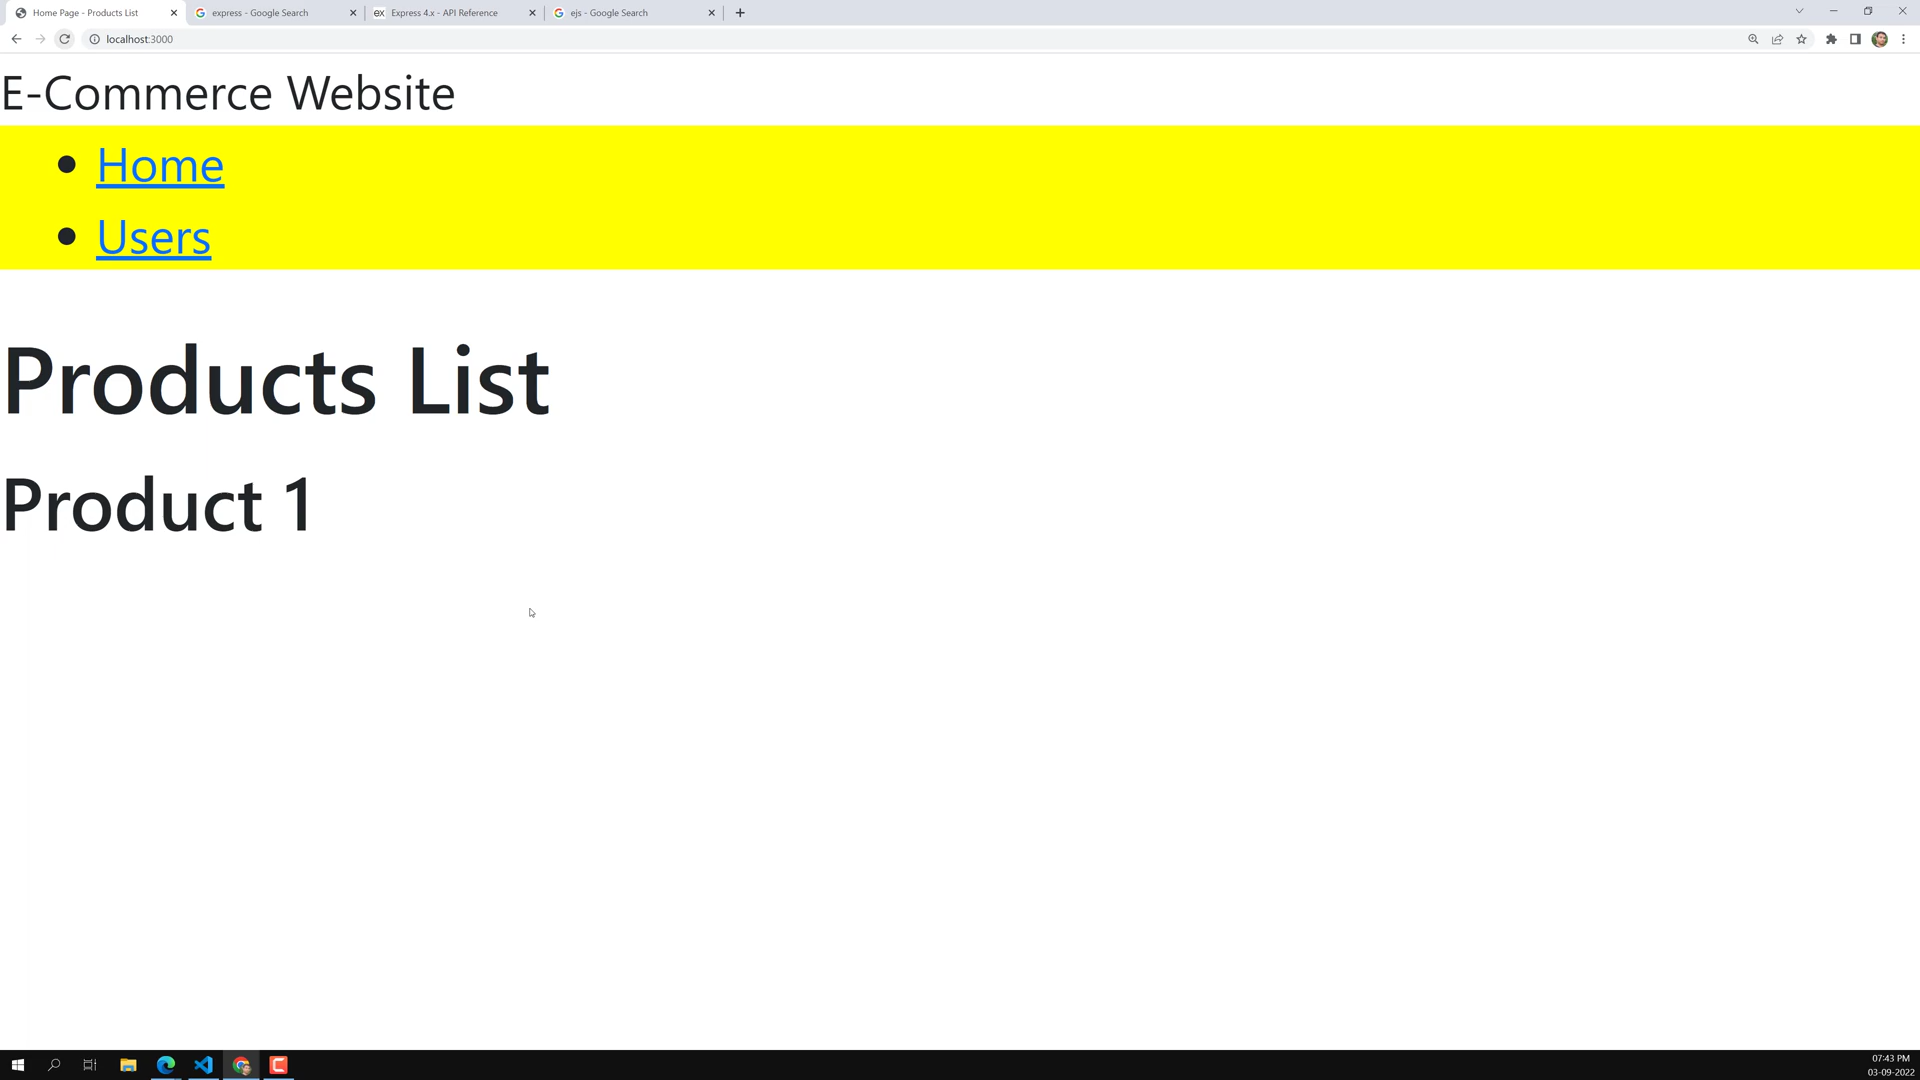 Home Page - Products List
express - Google Search
ex Express 4.x - API Reference
ejs - Google Search
localhost:3000
E-Commerce Website
Home
Users
Products List
Product 1
07:43 PM
03-09-2022